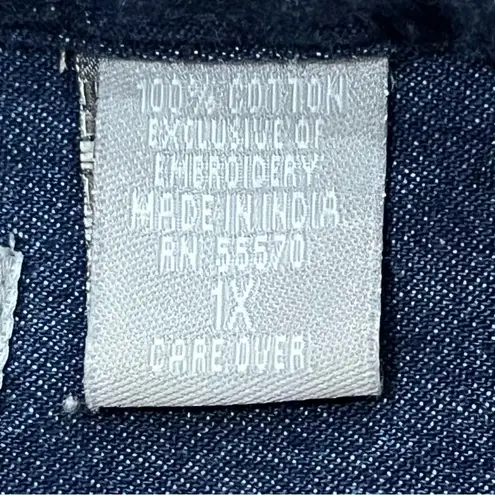 100% COTTON
EXCLUSIVE OF
EMBROIDERY
MADE IN INDIA
RN 55570
1X
CARE OVER